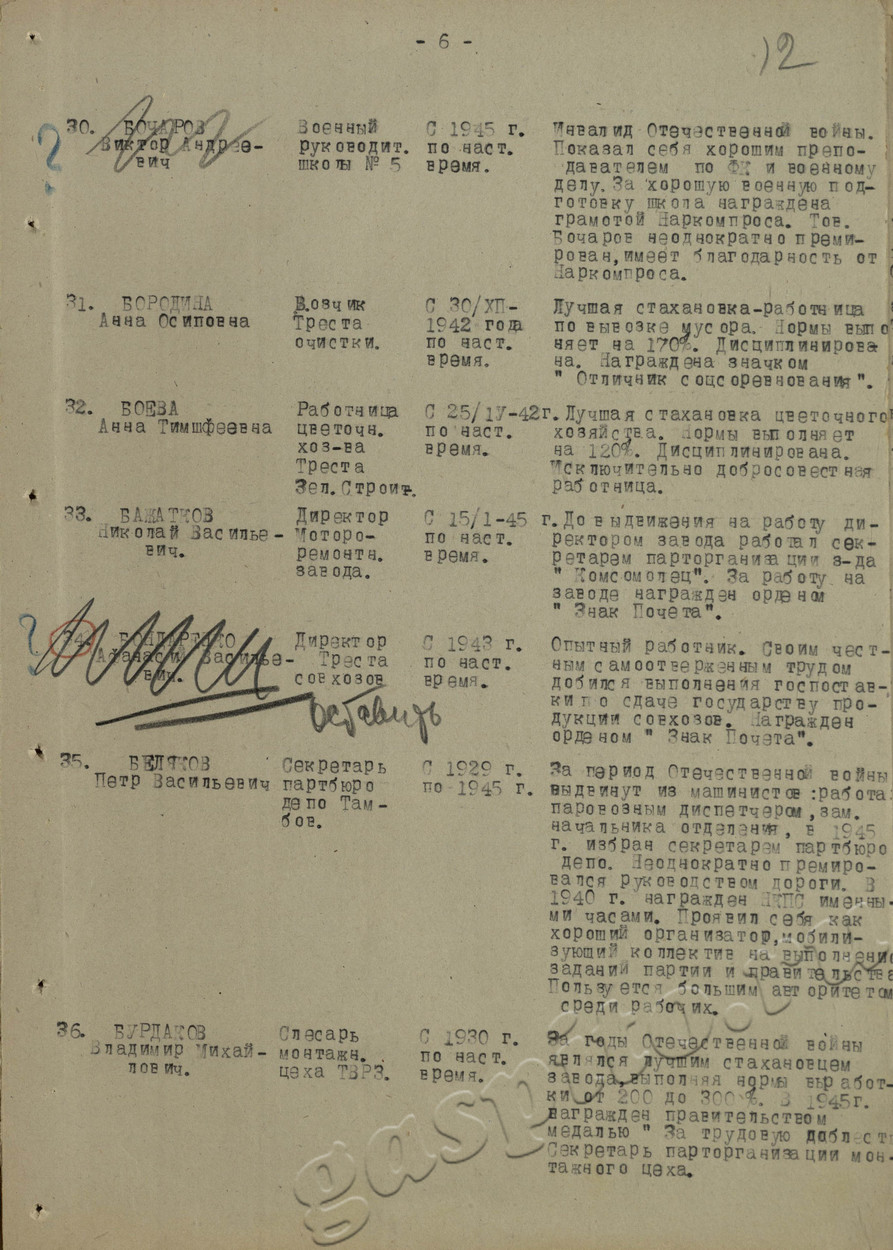 - 6 -
12
30. БОЧАРОВ
Виктор Андрее-
вич
Военный
руководит.
школы № 5
С 1945 г.
по наст.
время.
Инвалид Отечественной войны.
Показал себя хорошим препо-
давателем по ФК и военному
делу. За хорошую военную под-
готовку школа награждена
грамотой Наркомпроса. Тов.
Бочаров неоднократно преми-
рован, имеет благодарность от
Наркомпроса.
31. БОРОДИНА
Анна Осиповна
Возчик
Треста
очистки.
С 30/ХП-
1942 года
по наст.
время.
Лучшая стахановка-работница
по вывозке мусора. Нормы выпо
няет на 170%. Дисциплинирова
на. Награждена значком
" Отличник соцсоревнования".
32. БОЕВА
Анна Тимшфеевна
Работница
цветочн.
хоз-ва
Треста
Зел.Строит.
С 25/1У-42г.
по наст.
время.
Лучшая стахановка цветочного
хозяйства. Нормы выполняет
на 120%. Дисциплинирована.
Исключительно добросовестная
работница.
33. БАЖАТКОВ
Николай Василье-
вич.
Директор
Моторо-
ремонтн.
завода.
С 15/1-45 г.
по наст.
время.
До выдвижения на работу ди-
ректором завода работал сек-
ретарем парторганизации з-да
" Комсомолец". За работу на
заводе награжден орденом
" Знак Почета".
34.
Василье-
вич.
Директор
Треста
совхозов
С 1943 г.
по наст.
время.
Опытный работник. Своим чест-
ным самоотверженным трудом
добился выполнения госпостав-
ки по сдаче государству про-
дукции совхозов. Награжден
орденом " Знак Почета".
оставить
35. БЕЛЯКОВ
Петр Васильевич
Секретарь
партбюро
депо Там-
бов.
С 1929 г.
по 1945 г.
За период Отечественной войны
выдвинут из машинистов :работа
паровозным диспетчером, зам.
начальника отделения, в 1945
г. избран секретарем партбюро
депо. Неоднократно премиро-
вался руководством дороги. В
1940 г. награжден НКПС именны-
ми часами. Проявил себя как
хороший организатор,мобили-
зующий коллектив на выполнени
заданий партии и правительства
Пользуется большим авторитетом
среди рабочих.
36. БУРДАКОВ
Владимир Михай-
лович.
Слесарь
монтажн.
цеха ТВРЗ.
С 1930 г.
по наст.
время.
За годы Отечественной войны
являлся лучшим стахановцем
завода,выполняя нормы выработ-
ки от 200 до 300 %. В 1945г.
награжден правительством
медалью " За трудовую доблест
Секретарь парторганизации мон-
тажного цеха.